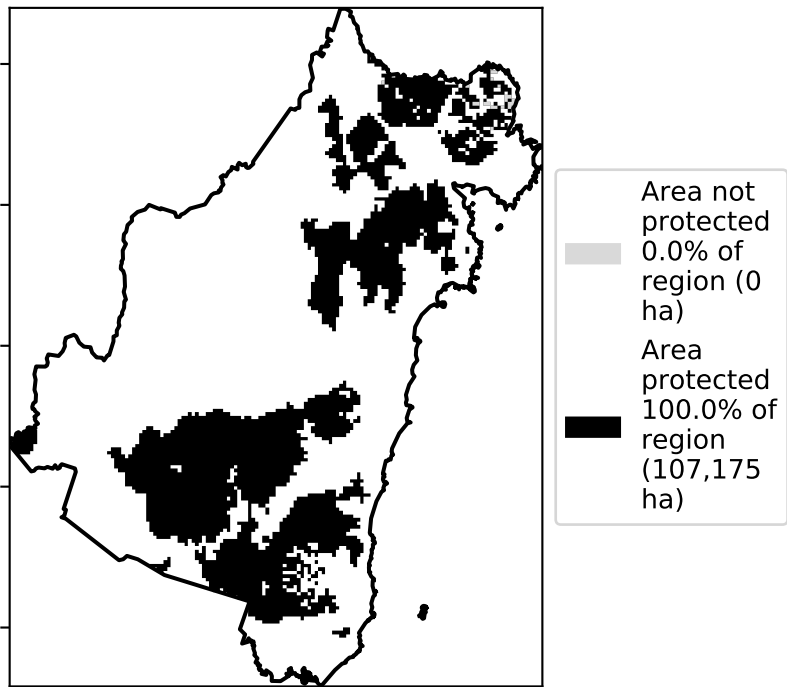 Area not
protected
0.0% of
region (0
ha)
Area
protected
100.0% of
region
(107,175
ha)